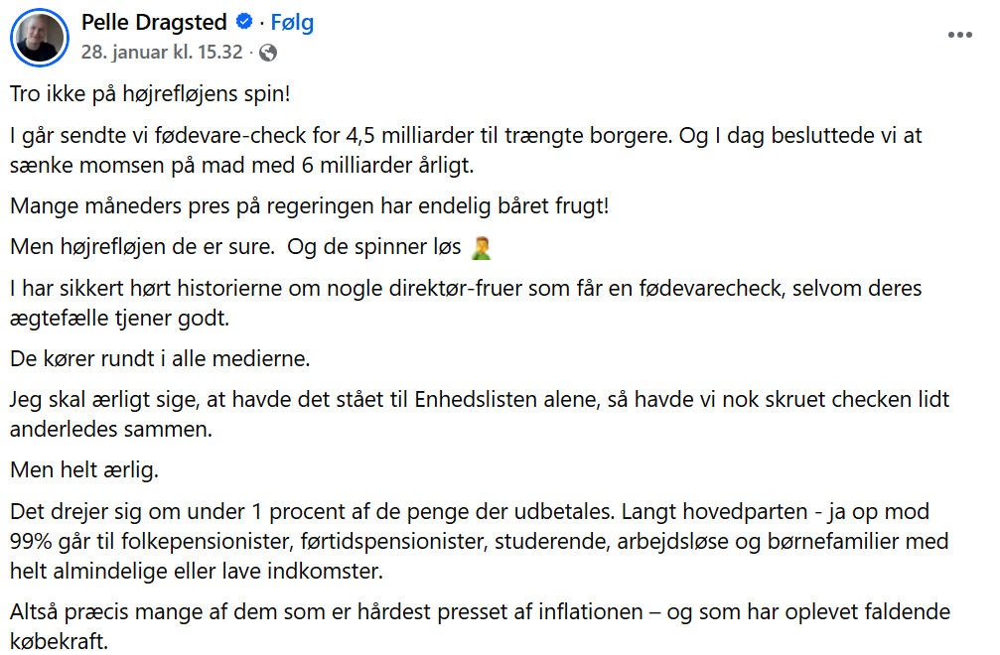 Pelle Dragsted · Følg
28. januar kl. 15.32 ·
Tro ikke på højrefløjens spin!
I går sendte vi fødevare-check for 4,5 milliarder til trængte borgere. Og I dag besluttede vi at
sænke momsen på mad med 6 milliarder årligt.
Mange måneders pres på regeringen har endelig båret frugt!
Men højrefløjen de er sure.  Og de spinner løs 🤦‍♂️
I har sikkert hørt historierne om nogle direktør-fruer som får en fødevarecheck, selvom deres
ægtefælle tjener godt.
De kører rundt i alle medierne.
Jeg skal ærligt sige, at havde det stået til Enhedslisten alene, så havde vi nok skruet checken lidt
anderledes sammen.
Men helt ærlig.
Det drejer sig om under 1 procent af de penge der udbetales. Langt hovedparten - ja op mod
99% går til folkepensionister, førtidspensionister, studerende, arbejdsløse og børnefamilier med
helt almindelige eller lave indkomster.
Altså præcis mange af dem som er hårdest presset af inflationen – og som har oplevet faldende
købekraft.